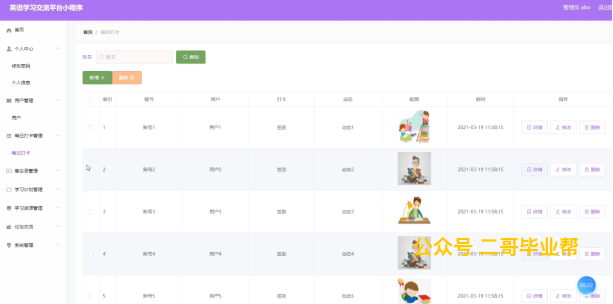 英语学习交流平台小程序
管理员 abo
首页 / 每日打卡
首页
个人中心
修改密码
个人信息
用户管理
用户
每日打卡管理
每日打卡
学习计划管理
学习资源管理
论坛交流
系统管理
账号
账号
查询
新增 +
删除
索引 账号 用户 打卡 动态 配图 时间 操作
1 账号1 用户1 签到 动态1 2021-03-19 11:58:15 详情 修改 删除
2 账号2 用户2 签到 动态2 2021-03-19 11:58:15 详情 修改 删除
3 账号3 用户3 签到 动态3 2021-03-19 11:58:15 详情 修改 删除
4 账号4 用户4 签到 动态4
公众号 二哥毕业帮
5 账号5 用户5 签到 动态5 2021-03-19 11:58:15 详情 修改 删除
00:22